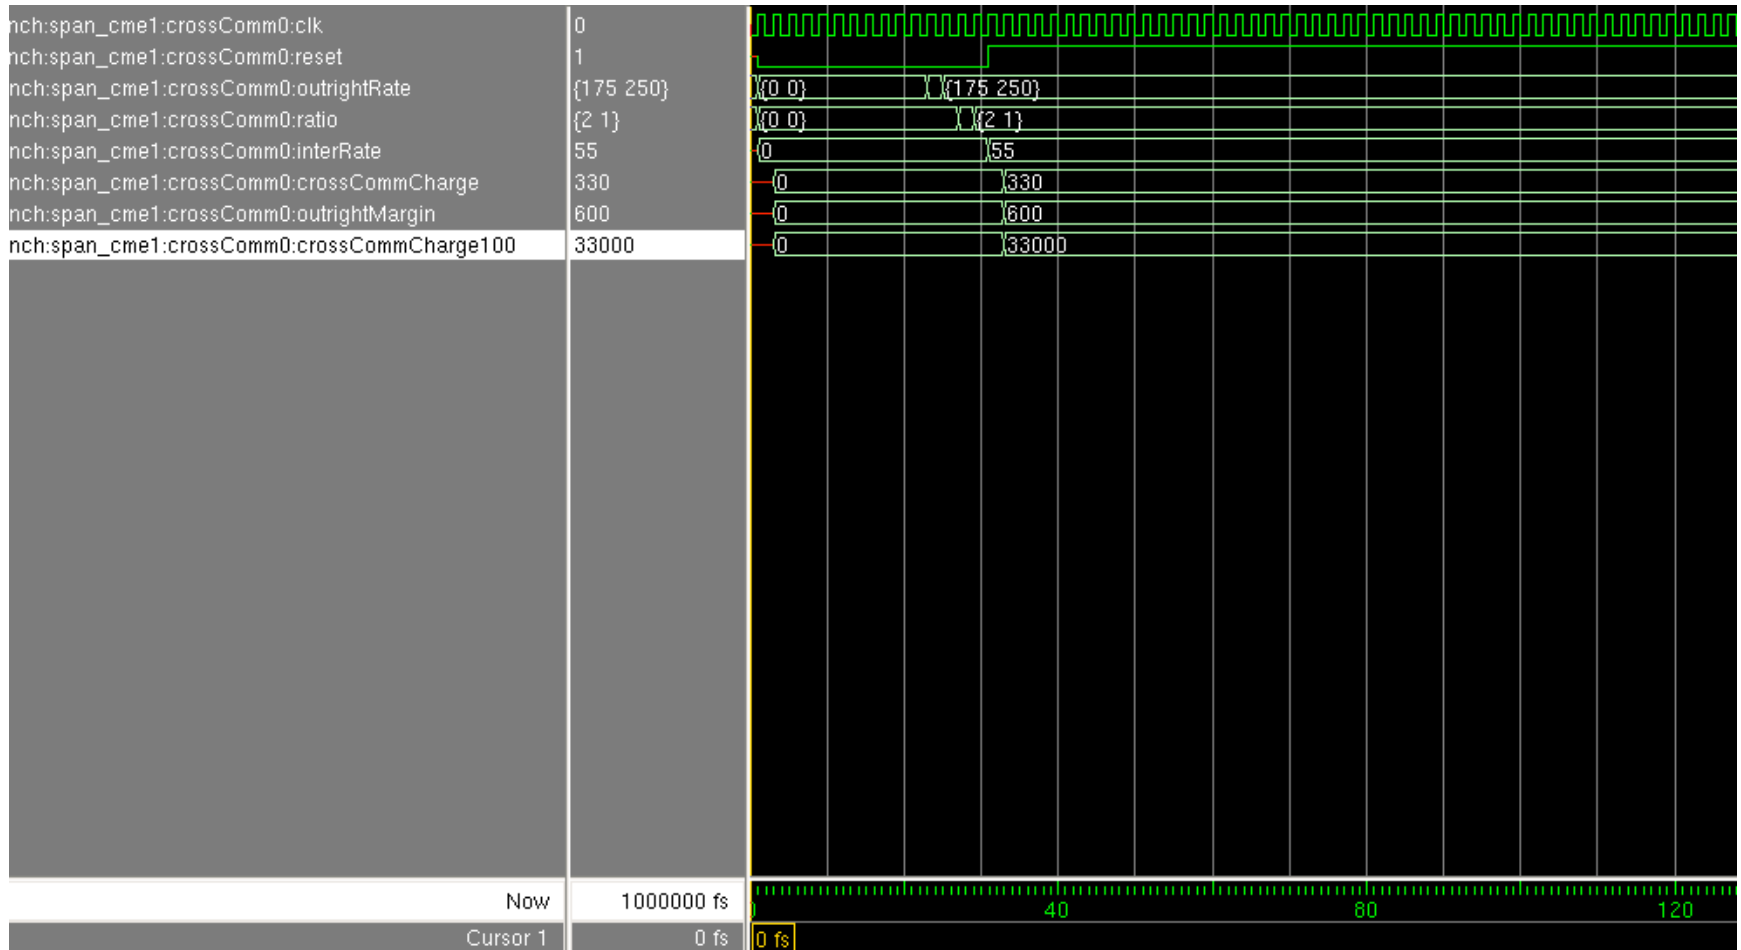 nch:span_cme1:crossComm0:clk 0
nch:span_cme1:crossComm0:reset 1
nch:span_cme1:crossComm0:outrightRate {175 250} {0 0} {175 250}
nch:span_cme1:crossComm0:ratio {2 1} {0 0} {2 1}
nch:span_cme1:crossComm0:interRate 55 0 55
nch:span_cme1:crossComm0:crossCommCharge 330 0 330
nch:span_cme1:crossComm0:outrightMargin 600 0 600
nch:span_cme1:crossComm0:crossCommCharge100 33000 0 33000
Now 1000000 fs 40 80 120
Cursor 1 0 fs 0 fs